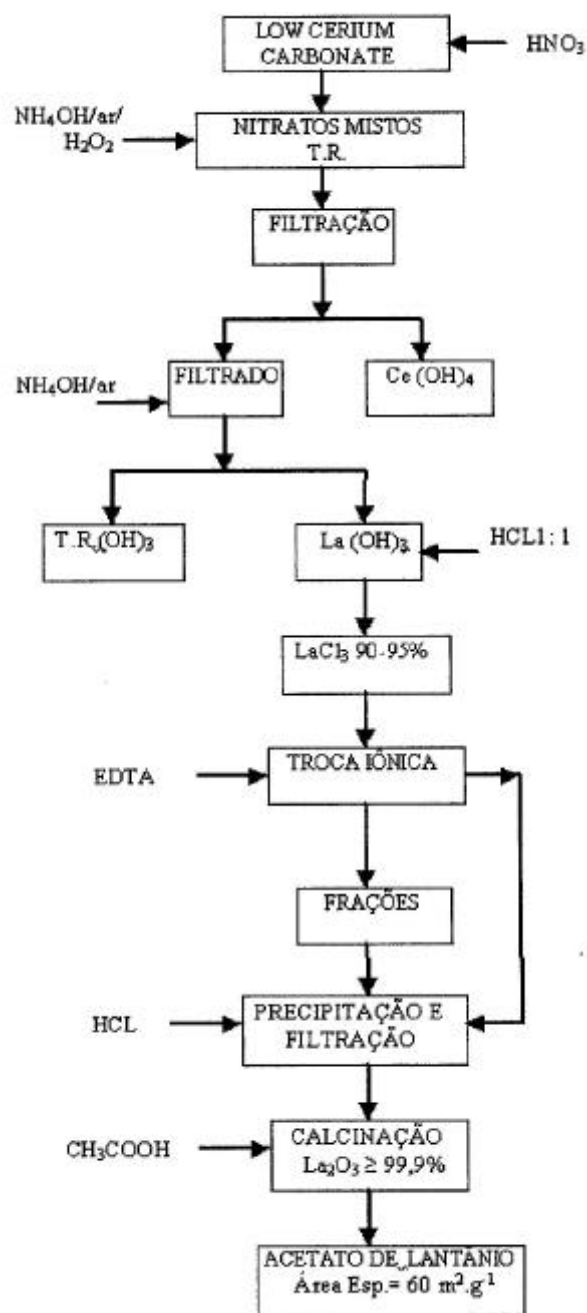 LOW CERIUM
CARBONATE
HNO₃
NH₄OH/ar/
H₂O₂
NITRATOS MISTOS
T.R.
FILTRAÇÃO
NH₄OH/ar
FILTRADO
Ce (OH)₄
T.R.(OH)₃
La (OH)₃
HCL1:1
LaCl₃ 90-95%
EDTA
TROCA IÔNICA
FRAÇÕES
HCL
PRECIPITAÇÃO E
FILTRAÇÃO
CH₃COOH
CALCINAÇÃO
La₂O₃ ≥ 99,9%
ACETATO DE LANTÂNIO
Área Esp.= 60 m².g⁻¹